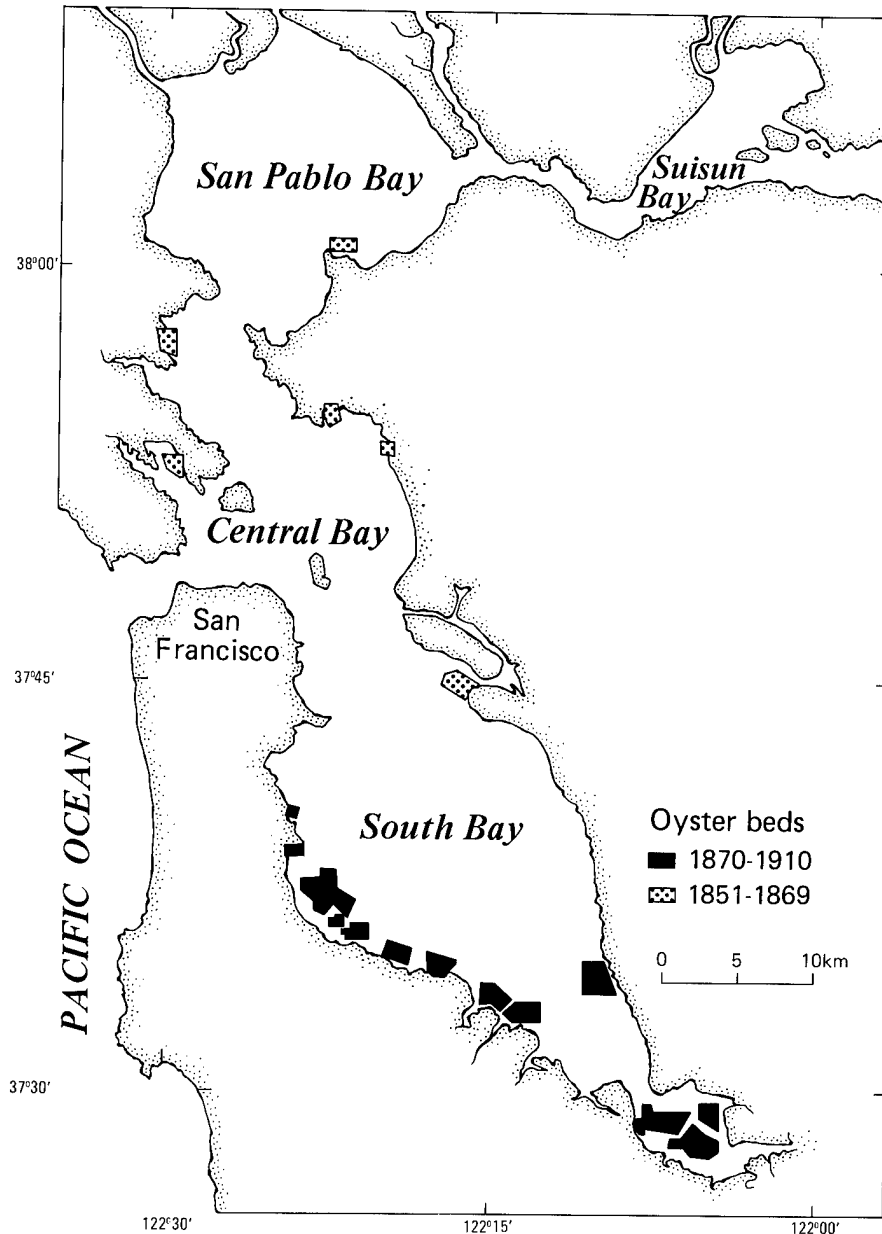 San Pablo Bay
Suisun
Bay
38°00'
Central Bay
San
Francisco
37°45'
PACIFIC OCEAN
South Bay
Oyster beds
1870-1910
1851-1869
0 5 10km
37°30'
122°30' 122°15' 122°00'